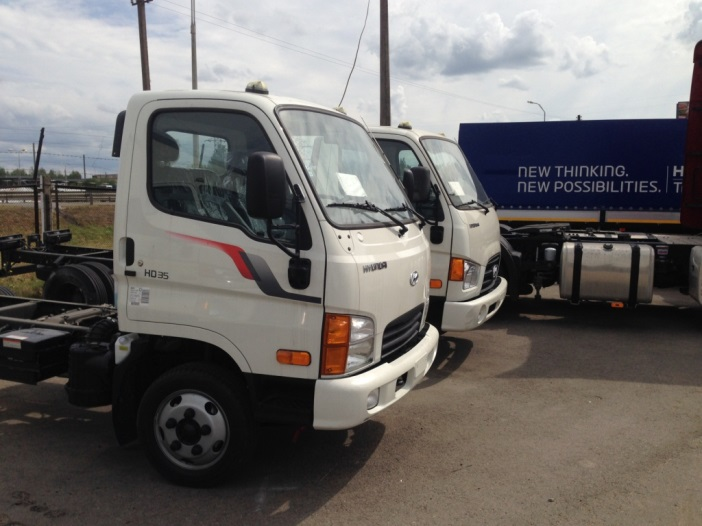 NEW THINKING.
NEW POSSIBILITIES.
H
T
HD35
HYUNDAI